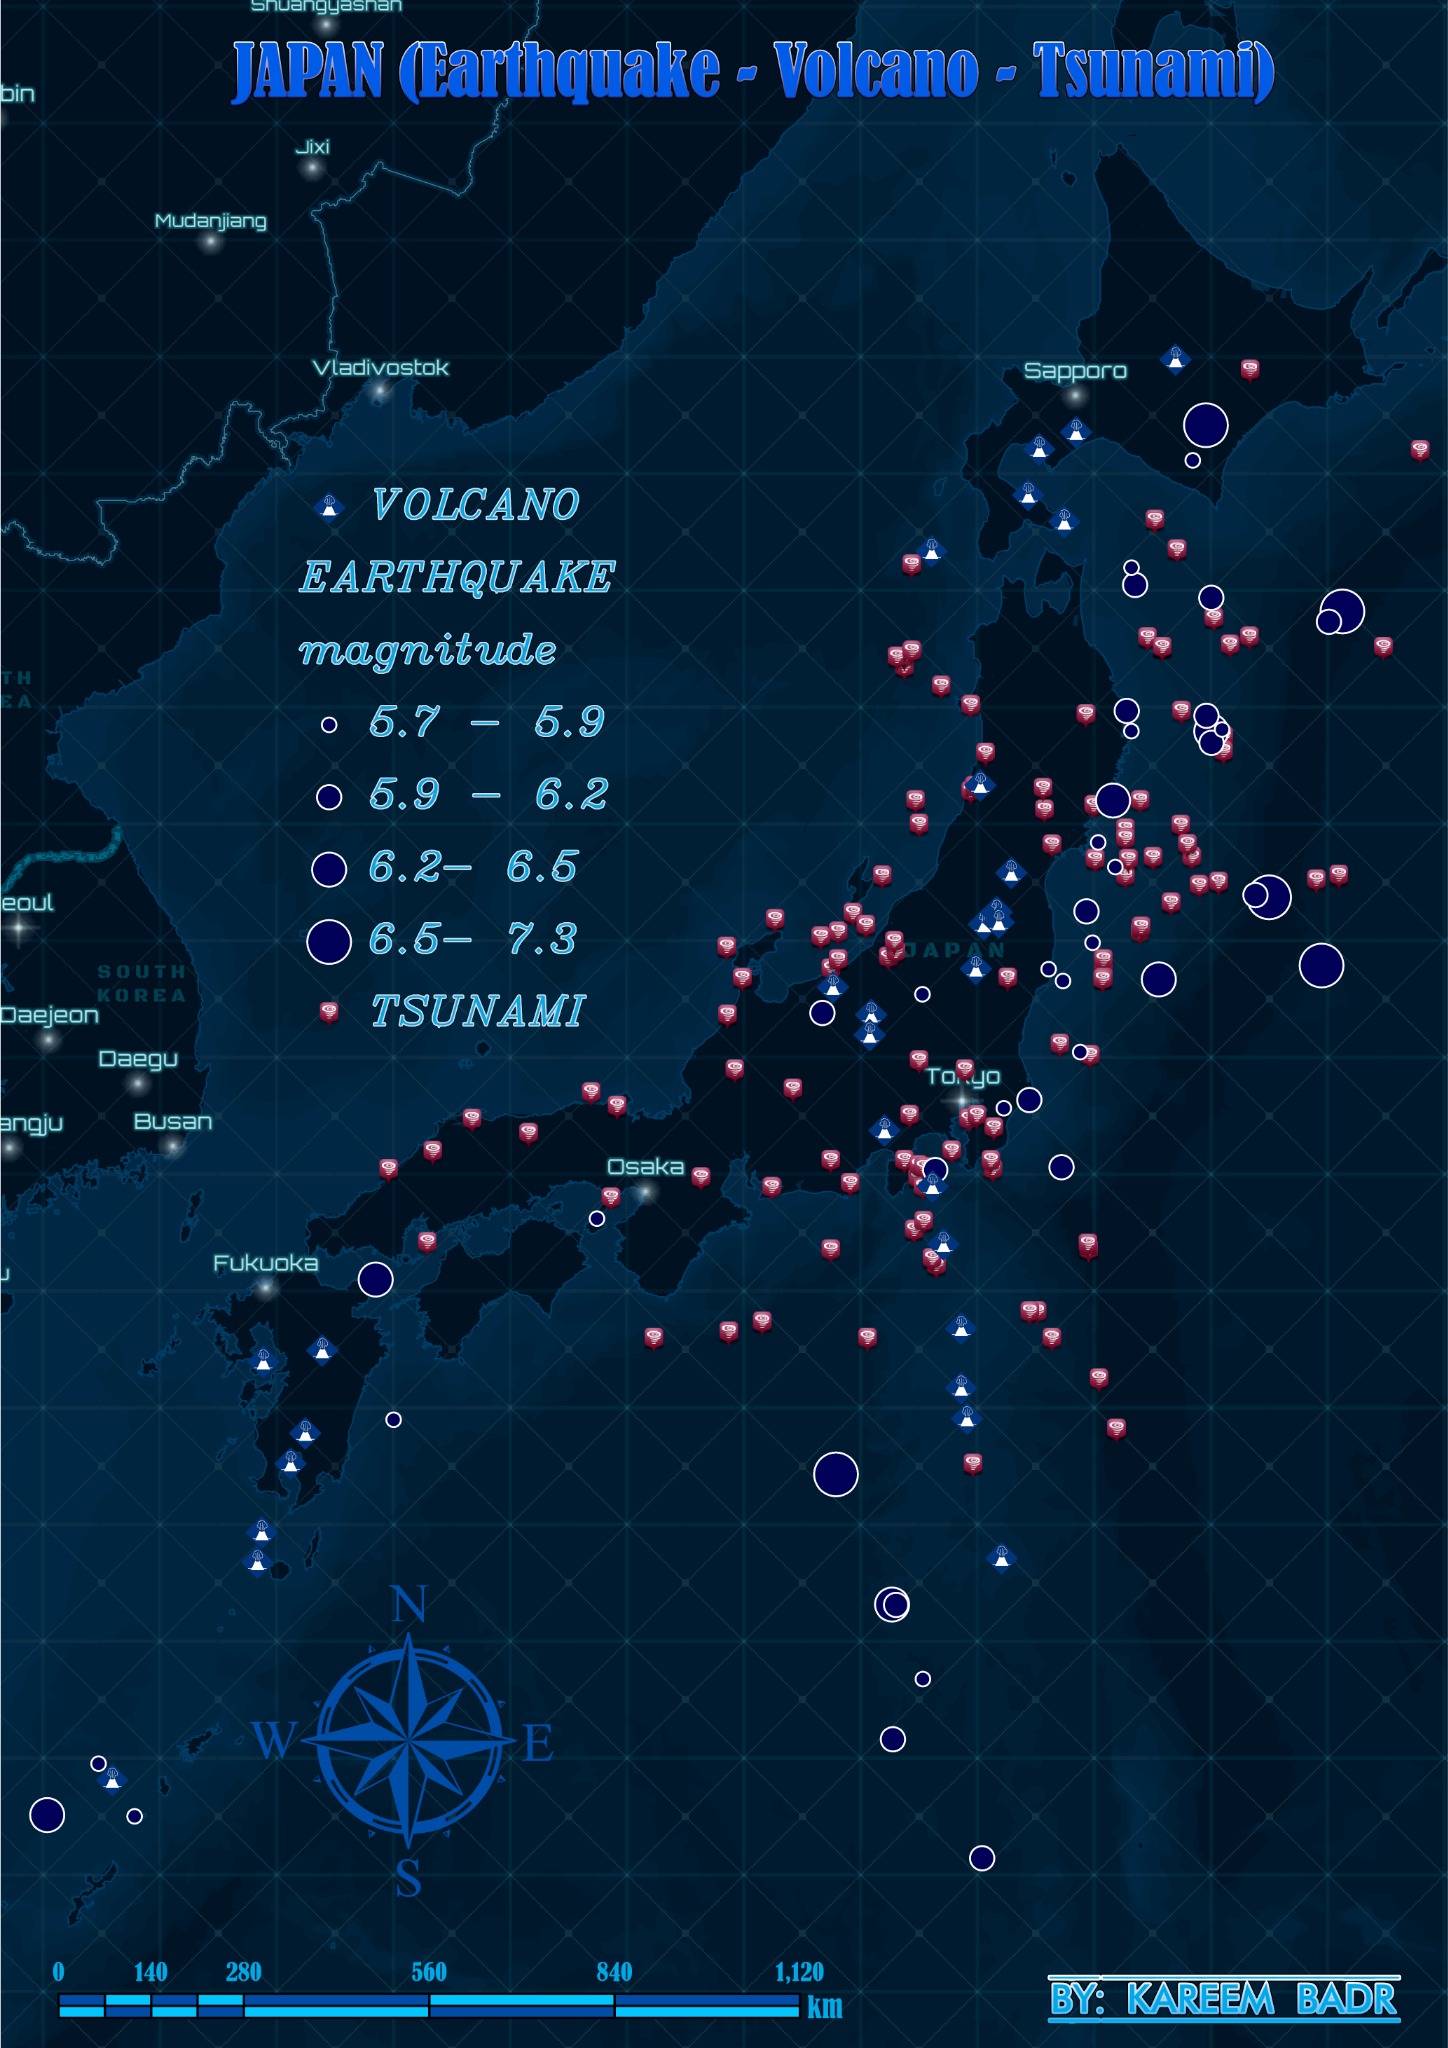 Shuangyashan
JAPAN (Earthquake - Volcano - Tsunami)
bin
Jixi
Mudanjiang
Vladivostok
Sapporo
VOLCANO
EARTHQUAKE
magnitude
TH
EA
5.7 - 5.9
5.9 - 6.2
6.2- 6.5
eoul
6.5- 7.3
JAPAN
SOUTH
KOREA
TSUNAMI
Daejeon
Daegu
Tokyo
angju
Busan
Osaka
Fukuoka
u
N
W
E
S
0 140 280 560 840 1,120
km
BY: KAREEM BADR